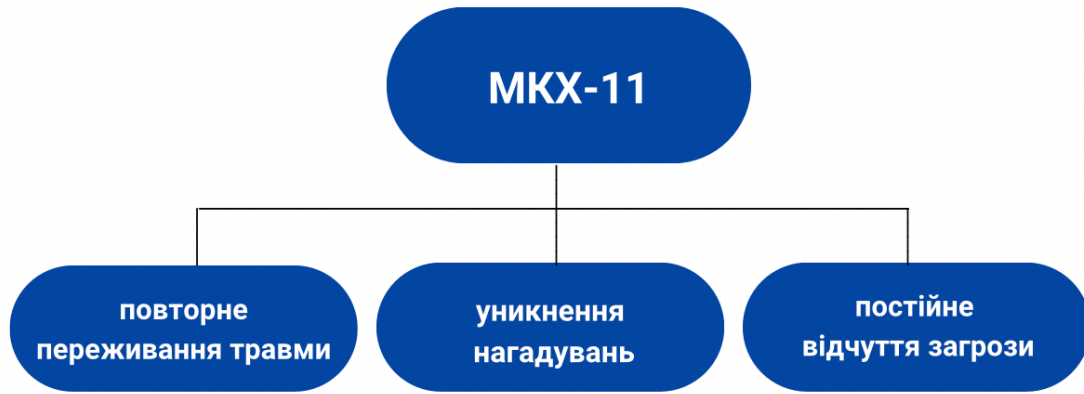 МКХ-11
повторне
переживання травми
уникнення
нагадувань
постійне
відчуття загрози